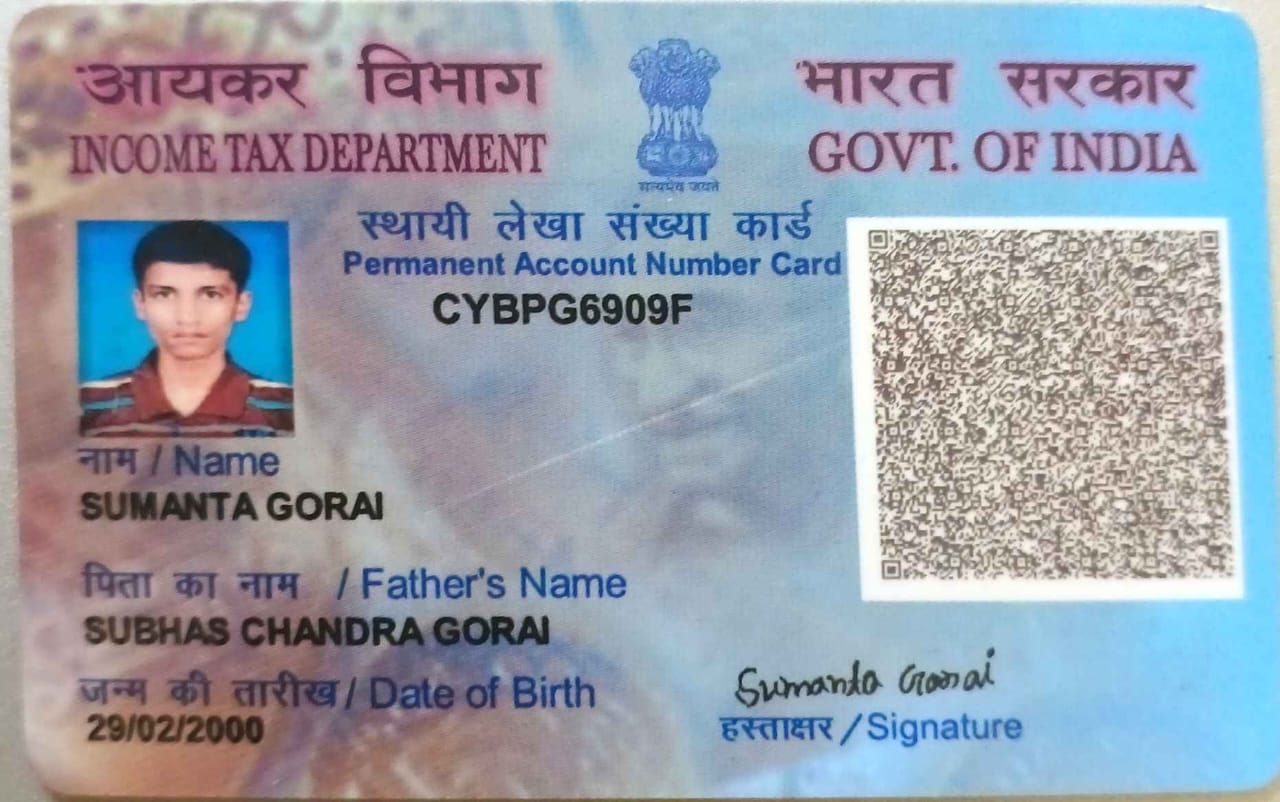 आयकर विभाग
INCOME TAX DEPARTMENT
सत्यमेव जयते
भारत सरकार
GOVT. OF INDIA
स्थायी लेखा संख्या कार्ड
Permanent Account Number Card
CYBPG6909F
नाम / Name
SUMANTA GORAI
पिता का नाम / Father's Name
SUBHAS CHANDRA GORAI
जन्म की तारीख / Date of Birth
29/02/2000
Sumanta Gorai
हस्ताक्षर / Signature